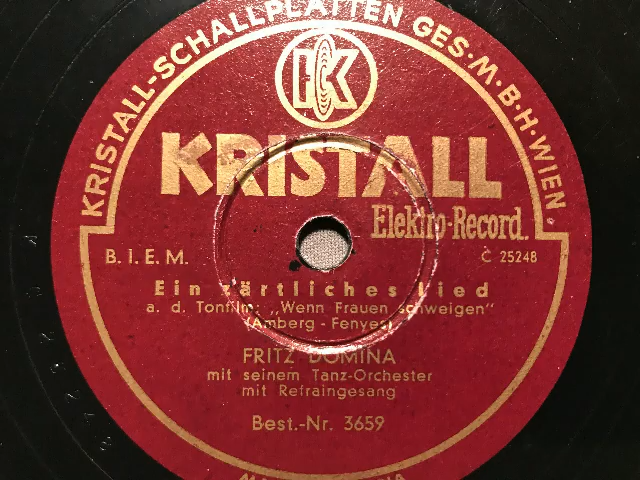 KRISTALL-SCHALLPLATTEN GES·M·B·H·WIEN.
K
KRISTALL
Elektro-Record.
B.I.E.M.
C 25248
Ein zärtliches Lied
a. d. Tonfilm: „Wenn Frauen schweigen“
(Amberg - Fenyes)
FRITZ DOMINA
mit seinem Tanz-Orchester
mit Refraingesang
Best.-Nr. 3659